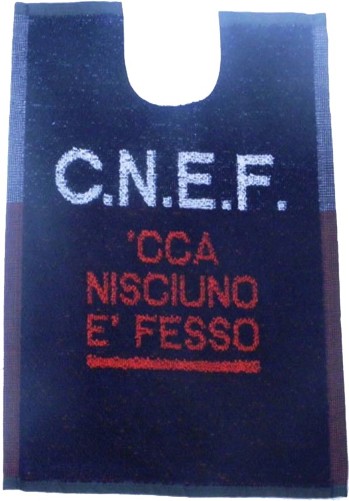 C.N.E.F.
'CCA
NISCIUNO
E' FESSO